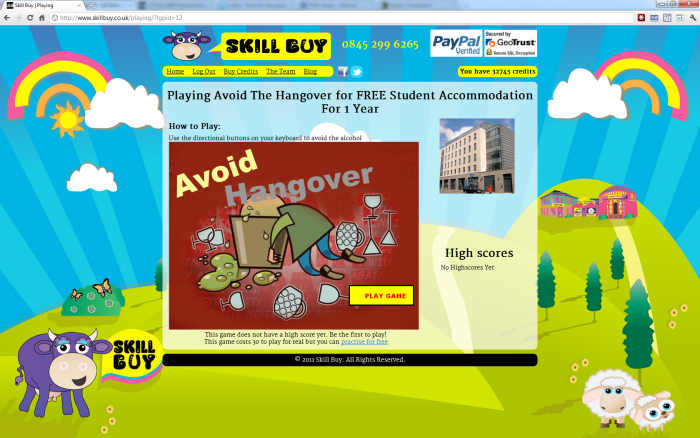 Skill Buy | Playing
www.skillbuy.co.uk/playing/?gpid=12
SKILL BUY
0845 299 6265
PayPal
Verified
Secured by
GeoTrust
Secure SSL Encryption
Home Log Out Buy Credits The Team Blog
You have 32745 credits
Playing Avoid The Hangover for FREE Student Accommodation
For 1 Year
How to Play:
Use the directional buttons on your keyboard to avoid the alcohol
Avoid
Hangover
PLAY GAME
High scores
No Highscores Yet
This game does not have a high score yet. Be the first to play!
This game costs 30 to play for real but you can practise for free
SKILL
BUY
© 2011 Skill Buy. All Rights Reserved.